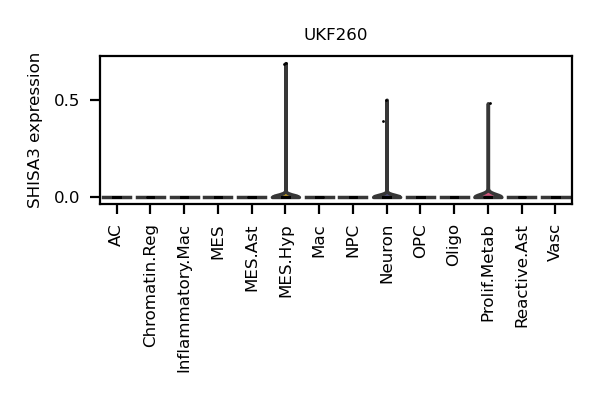 UKF260
SHISA3 expression
0.5
0.0
AC
Chromatin.Reg
Inflammatory.Mac
MES
MES.Ast
MES.Hyp
Mac
NPC
Neuron
OPC
Oligo
Prolif.Metab
Reactive.Ast
Vasc